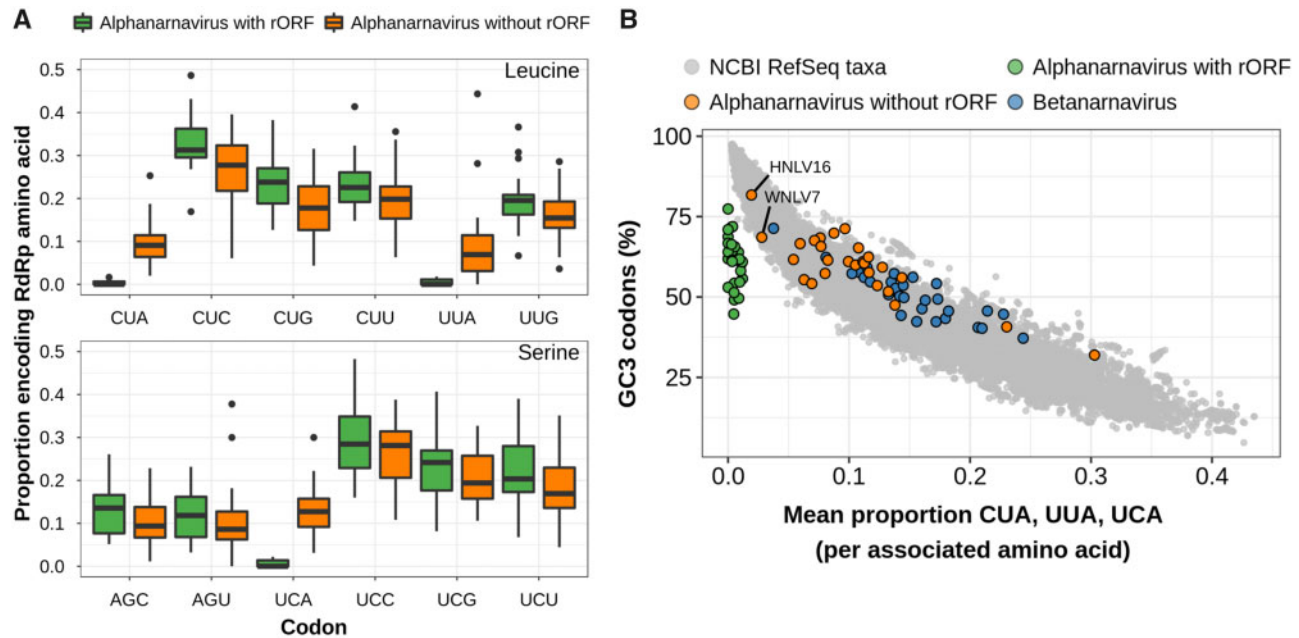 A
Alphanarnavirus with rORF
Alphanarnavirus without rORF
Proportion encoding RdRp amino acid
Leucine
0.5
0.4
0.3
0.2
0.1
0.0
CUA CUC CUG CUU UUA UUG
Serine
0.5
0.4
0.3
0.2
0.1
0.0
AGC AGU UCA UCC UCG UCU
Codon
B
NCBI RefSeq taxa
Alphanarnavirus with rORF
Alphanarnavirus without rORF
Betanarnavirus
GC3 codons (%)
100
75
50
25
HNLV16
WNLV7
0.0 0.1 0.2 0.3 0.4
Mean proportion CUA, UUA, UCA
(per associated amino acid)